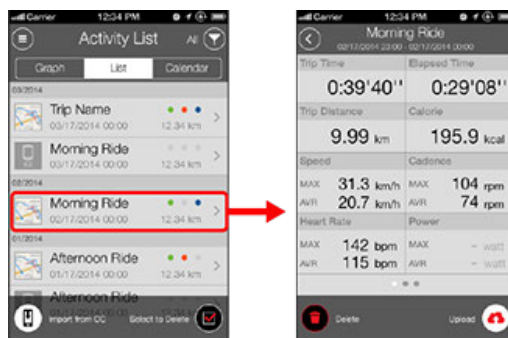 Carrier 12:34 PM
Activity List All
Graph List Calendar
03/2014
Trip Name
03/17/2014 00:00 12.34 km
Morning Ride
03/17/2014 00:00 12.34 km
02/2014
Morning Ride
02/17/2014 00:00 12.34 km
01/2014
Afternoon Ride
01/17/2014 00:00 12.34 km
Afternoon Ride
Import from CC Select to Delete
Carrier 12:34 PM
Morning Ride
02/17/2014 23:00 - 02/17/2014 00:00
Trip Time Elapsed Time
0:39'40'' 0:29'08''
Trip Distance Calorie
9.99 km 195.9 kcal
Speed Cadence
MAX 31.3 km/h MAX 104 rpm
AVR 20.7 km/h AVR 74 rpm
Heart Rate Power
MAX 142 bpm MAX - watt
AVR 115 bpm AVR - watt
Delete Upload